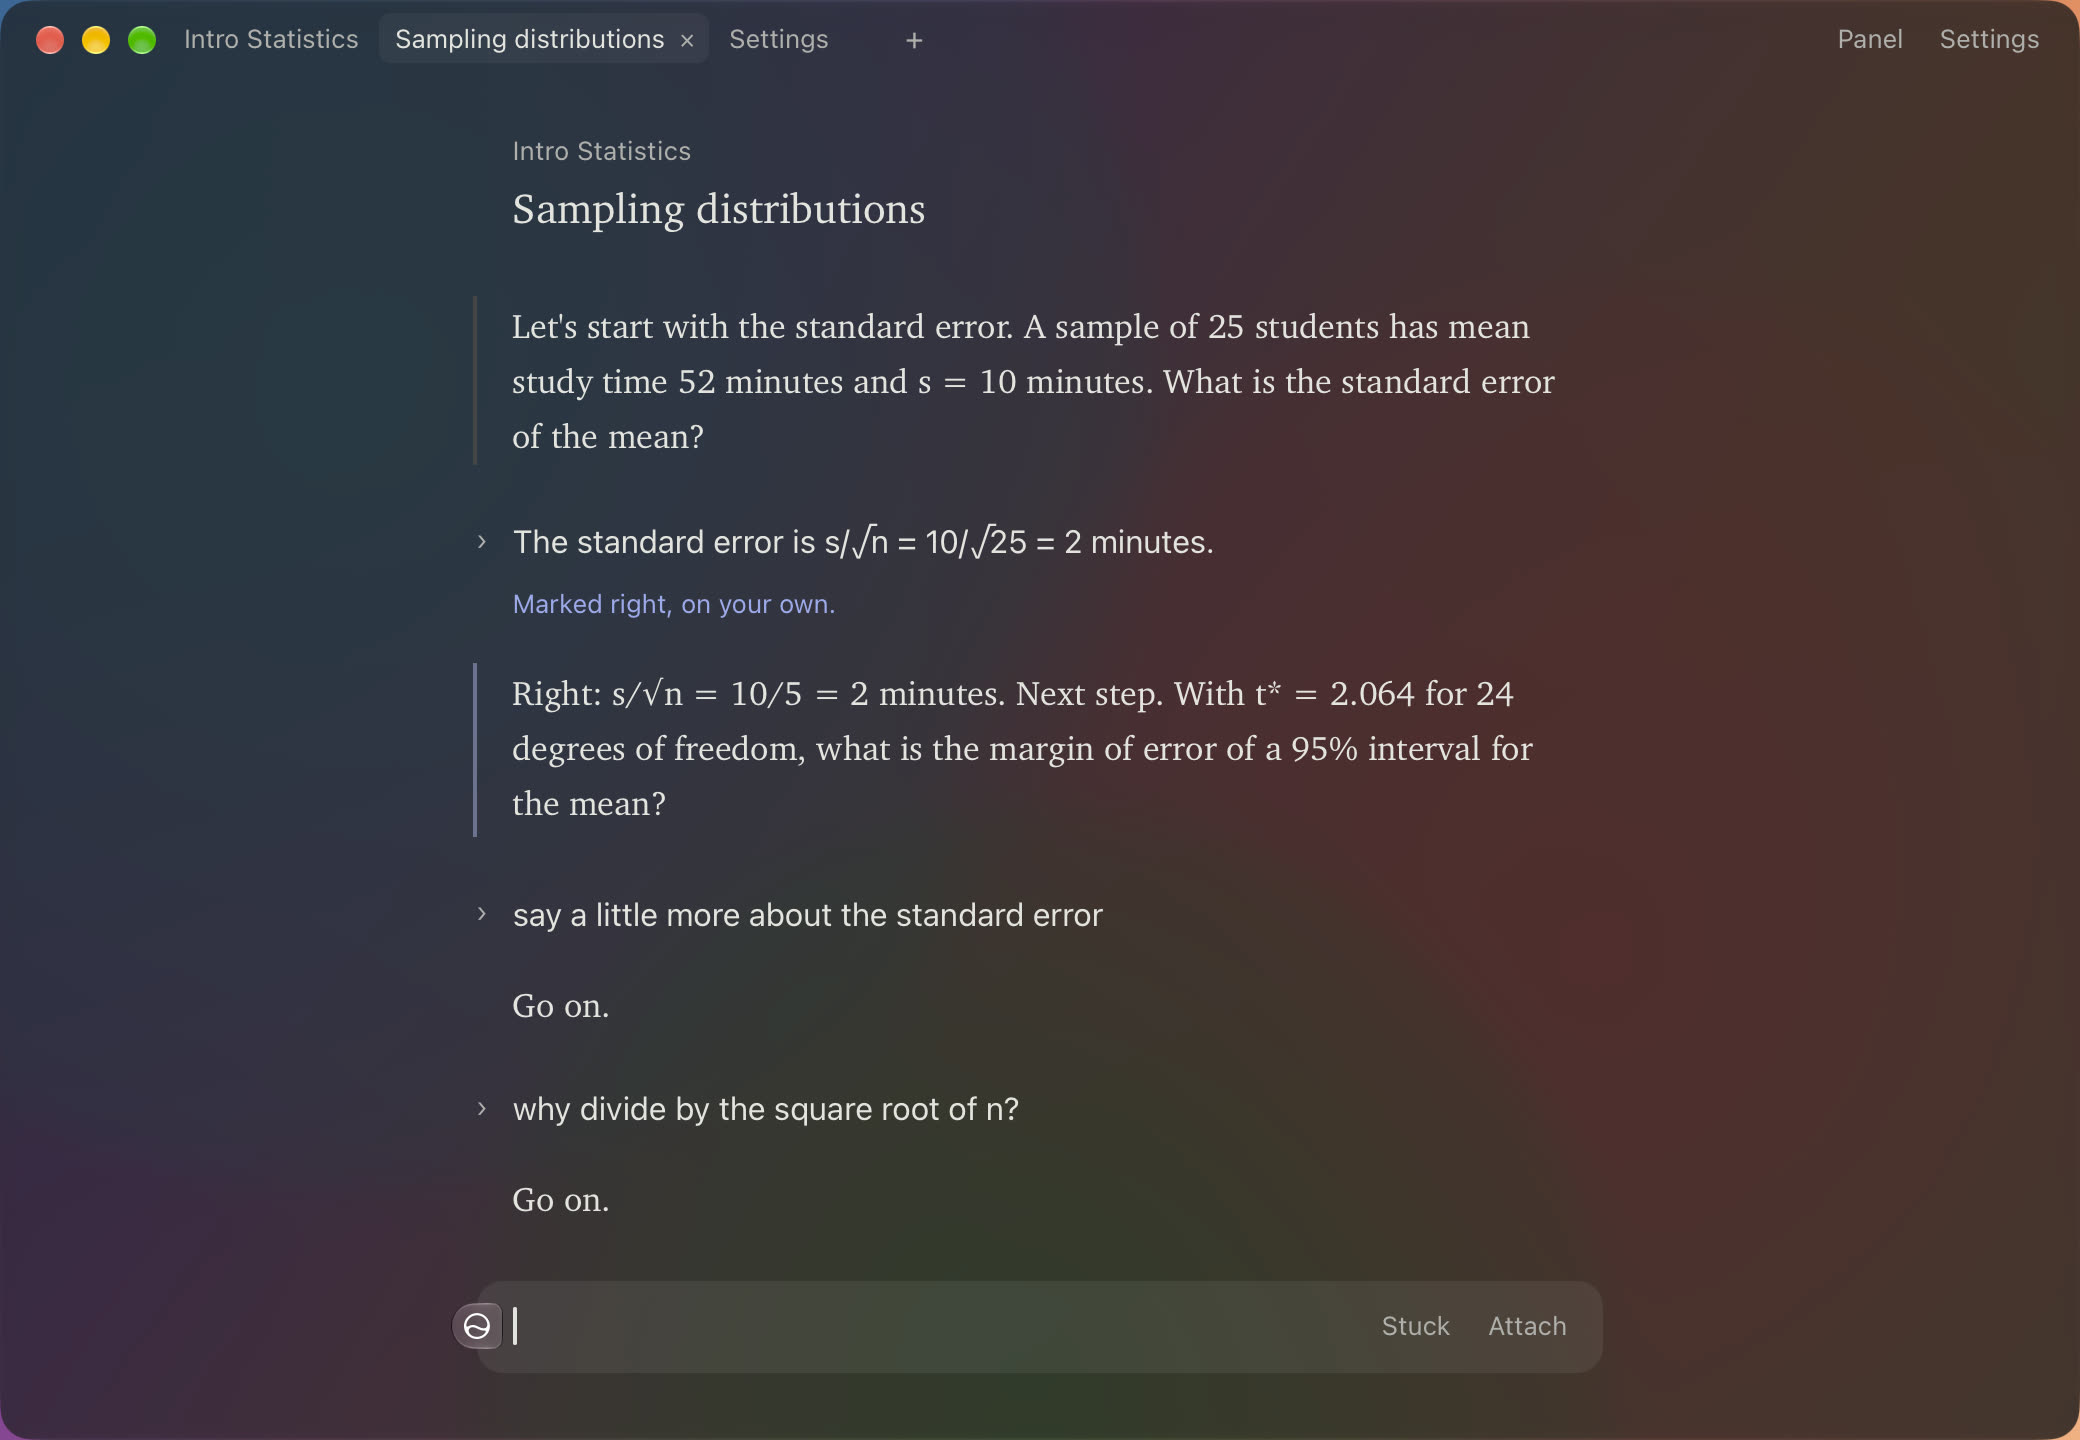 Intro Statistics
Sampling distributions ×
Settings
+
Panel
Settings
Intro Statistics
Sampling distributions
Let's start with the standard error. A sample of 25 students has mean
study time 52 minutes and s = 10 minutes. What is the standard error
of the mean?
› The standard error is s/√n = 10/√25 = 2 minutes.
Marked right, on your own.
Right: s/√n = 10/5 = 2 minutes. Next step. With t* = 2.064 for 24
degrees of freedom, what is the margin of error of a 95% interval for
the mean?
› say a little more about the standard error
Go on.
› why divide by the square root of n?
Go on.
Stuck
Attach